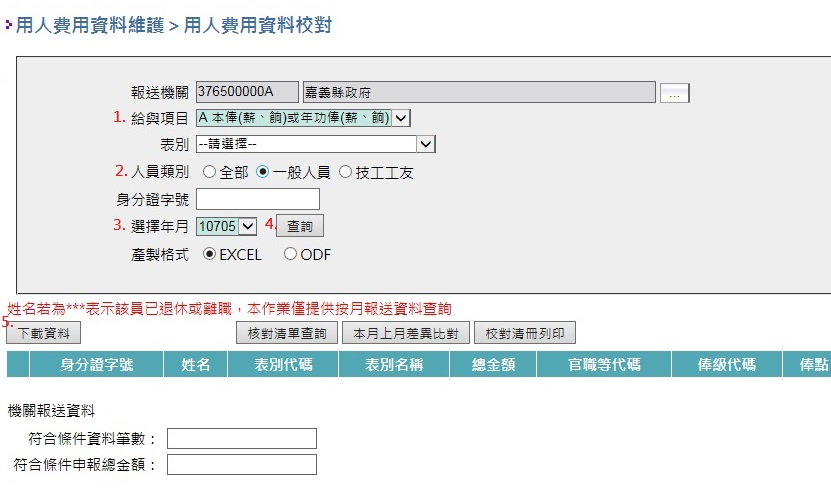 用人費用資料維護 > 用人費用資料校對
報送機關 376500000A 嘉義縣政府 ...
1. 給與項目 A 本俸(薪、餉)或年功俸(薪、餉)
表別 --請選擇--
2. 人員類別 全部 一般人員 技工工友
身分證字號
3. 選擇年月 10705 4. 查詢
產製格式 EXCEL ODF
姓名若為***表示該員已退休或離職，本作業僅提供按月報送資料查詢
5. 下載資料 核對清單查詢 本月上月差異比對 校對清冊列印
身分證字號 姓名 表別代碼 表別名稱 總金額 官職等代碼 俸級代碼 俸點
機關報送資料
符合條件資料筆數：
符合條件申報總金額：